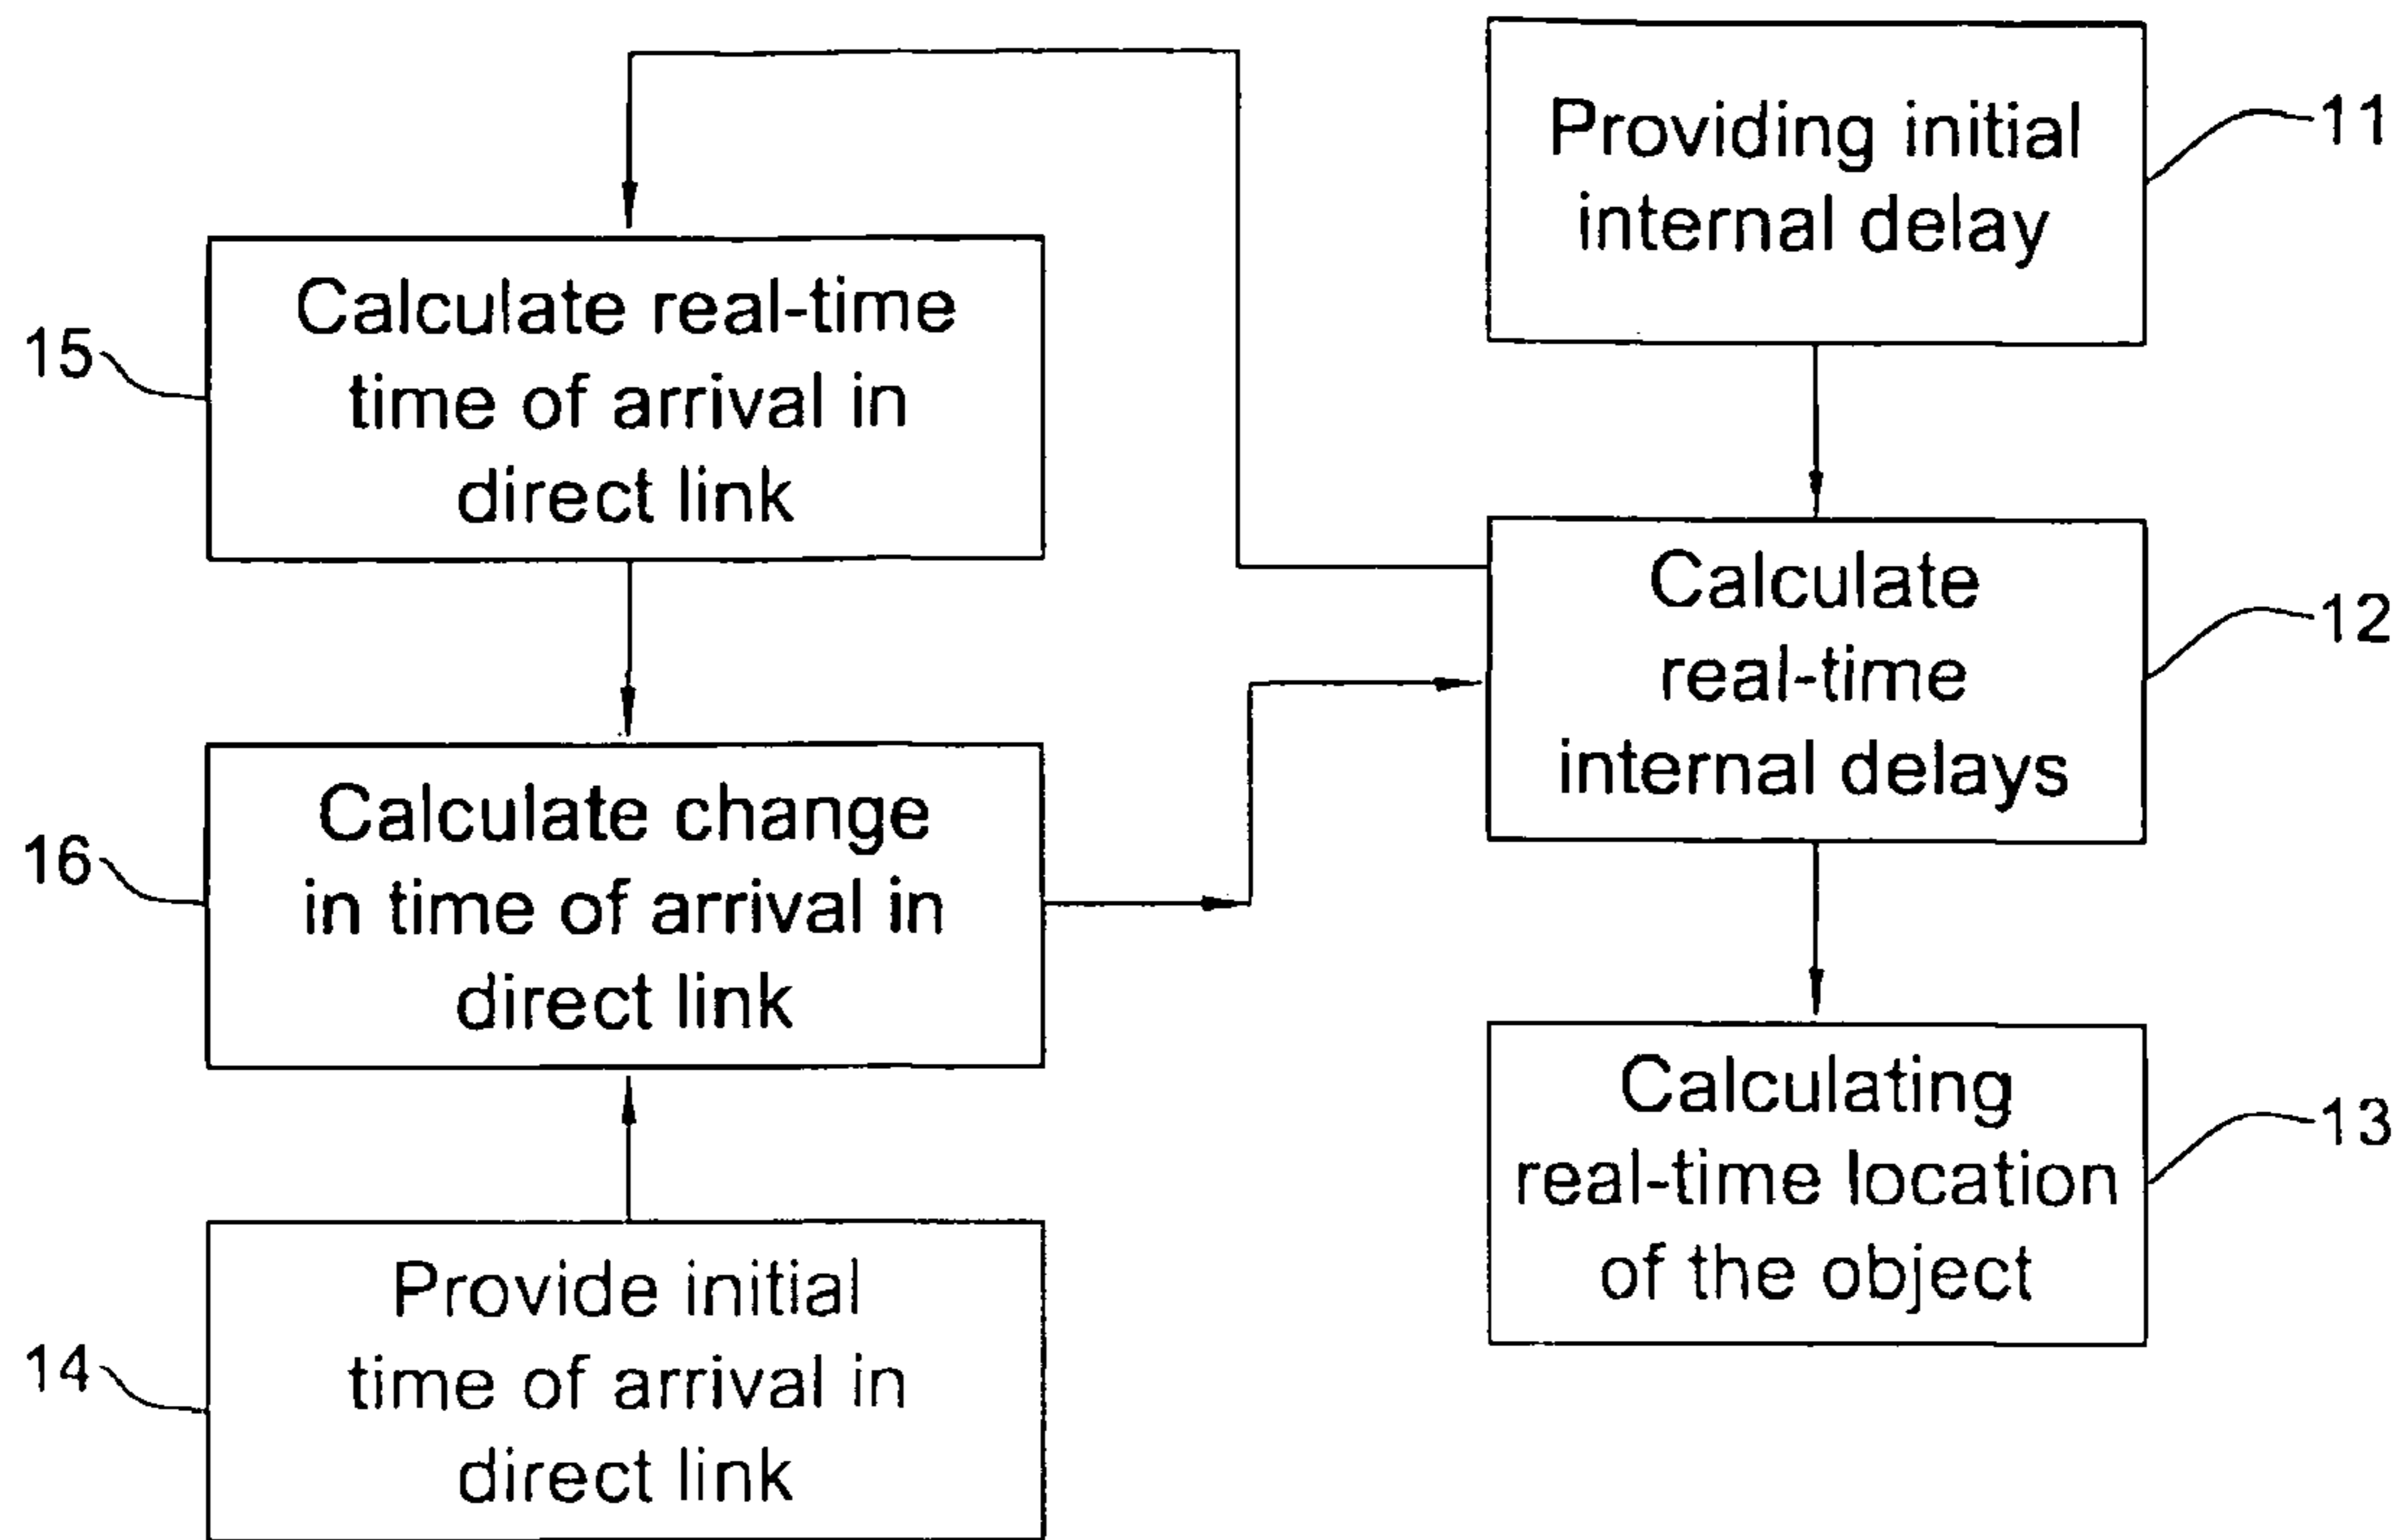 Providing initial
internal delay
11
Calculate real-time
time of arrival in
direct link
15
Calculate
real-time
internal delays
12
Calculate change
in time of arrival in
direct link
16
Calculating
real-time location
of the object
13
Provide initial
time of arrival in
direct link
14